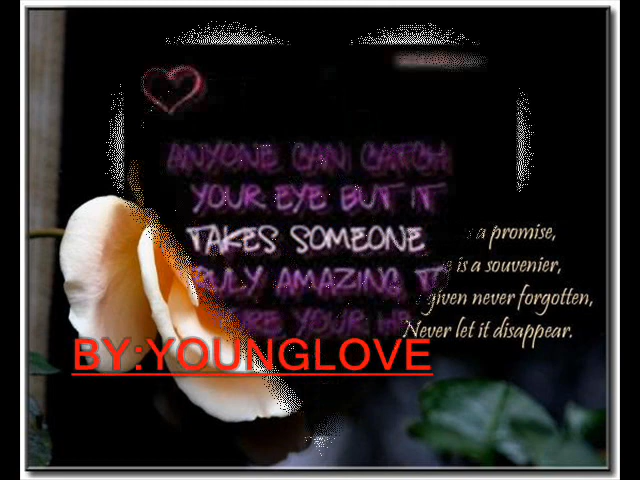 ANYONE CAN CATCH
YOUR EYE BUT IT
TAKES SOMEONE
AMAZING
YOUR
a promise,
is a souvenier,
given never forgotten,
Never let it disappear.
BY:YOUNGLOVE